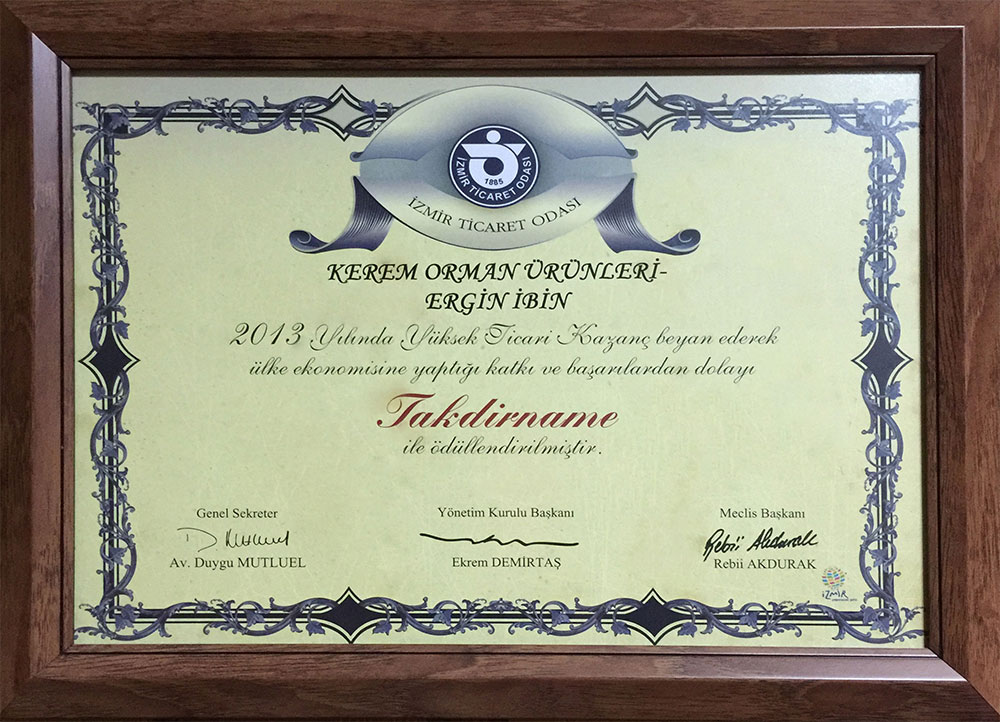 İZMİR TİCARET ODASI
1885
İZMİR TİCARET ODASI
KEREM ORMAN ÜRÜNLERİ-
ERGİN İBİN
2013 Yılında Yüksek Ticari Kazanç beyan ederek
ülke ekonomisine yaptığı katkı ve başarılardan dolayı
Takdirname
ile ödüllendirilmiştir.
Genel Sekreter
Av. Duygu MUTLUEL
Yönetim Kurulu Başkanı
Ekrem DEMİRTAŞ
Meclis Başkanı
Rebii Akdurak
Rebii AKDURAK
İZMİR